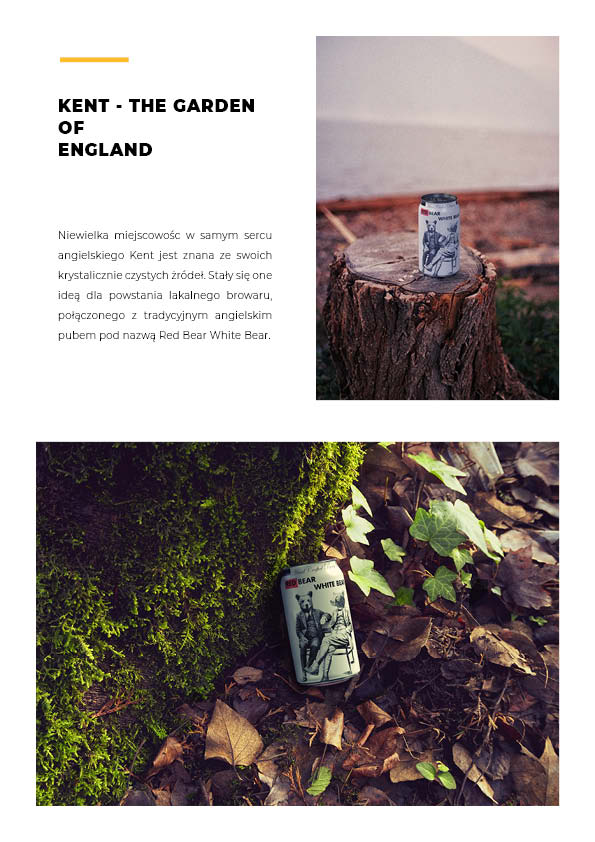 KENT - THE GARDEN
OF
ENGLAND
Niewielka miejscowośc w samym sercu
angielskiego Kent jest znana ze swoich
krystalicznie czystych źródeł. Stały się one
ideą dla powstania lakalnego browaru,
połączonego z tradycyjnym angielskim
pubem pod nazwą Red Bear White Bear.
RED BEAR
WHITE BEAR
RED BEAR
WHITE BEAR